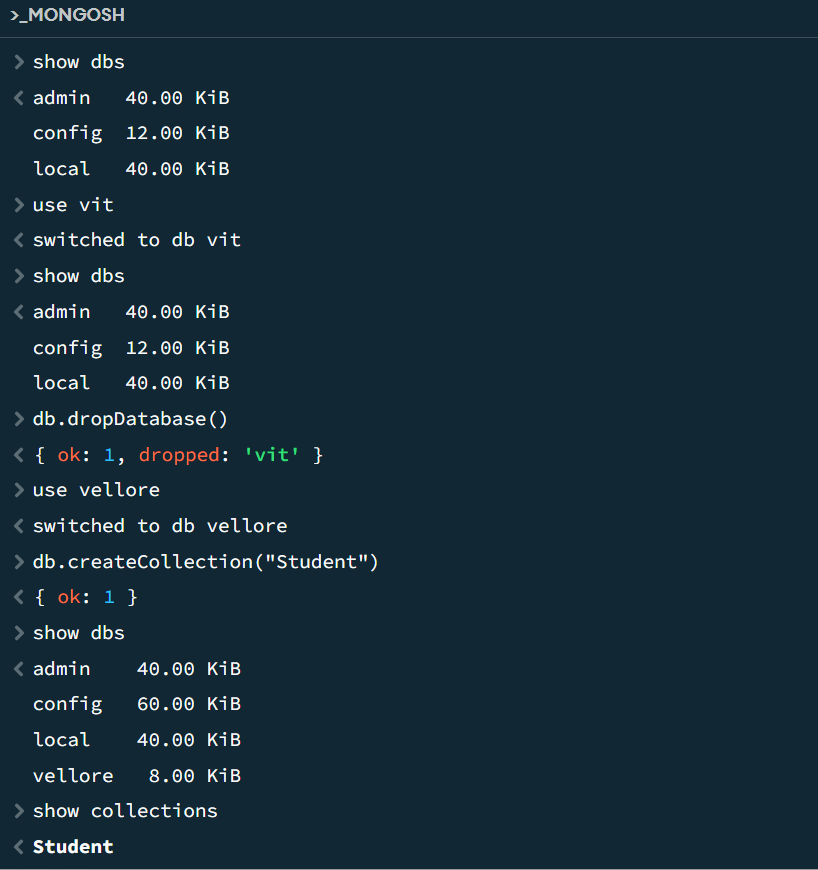 >_MONGOSH
> show dbs
< admin   40.00 KiB
  config  12.00 KiB
  local   40.00 KiB
> use vit
< switched to db vit
> show dbs
< admin   40.00 KiB
  config  12.00 KiB
  local   40.00 KiB
> db.dropDatabase()
< { ok: 1, dropped: 'vit' }
> use vellore
< switched to db vellore
> db.createCollection("Student")
< { ok: 1 }
> show dbs
< admin    40.00 KiB
  config   60.00 KiB
  local    40.00 KiB
  vellore   8.00 KiB
> show collections
< Student